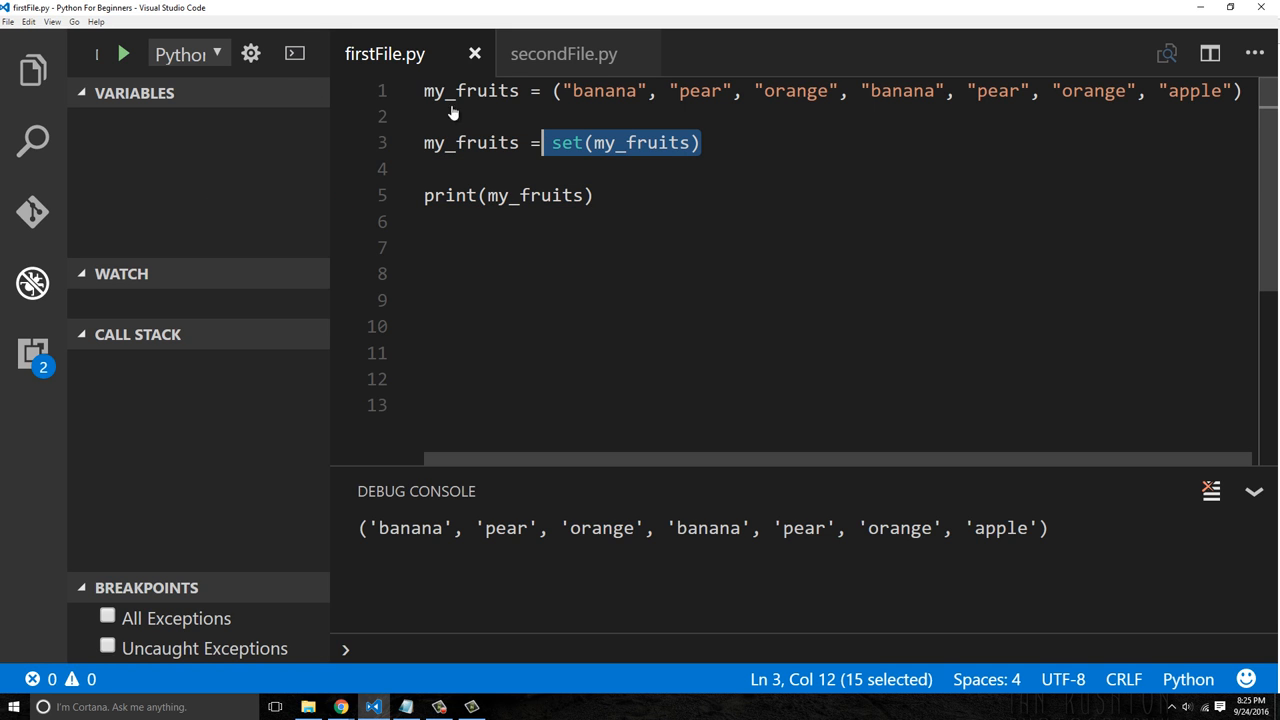 firstFile.py - Python For Beginners - Visual Studio Code
File Edit View Go Help
Python
firstFile.py
secondFile.py
VARIABLES
WATCH
CALL STACK
BREAKPOINTS
All Exceptions
Uncaught Exceptions
2
1 my_fruits = ("banana", "pear", "orange", "banana", "pear", "orange", "apple")
2
3 my_fruits = set(my_fruits)
4
5 print(my_fruits)
6
7
8
9
10
11
12
13
DEBUG CONSOLE
('banana', 'pear', 'orange', 'banana', 'pear', 'orange', 'apple')
0 0
Ln 3, Col 12 (15 selected) Spaces: 4 UTF-8 CRLF Python
I'm Cortana. Ask me anything.
8:25 PM
9/24/2016